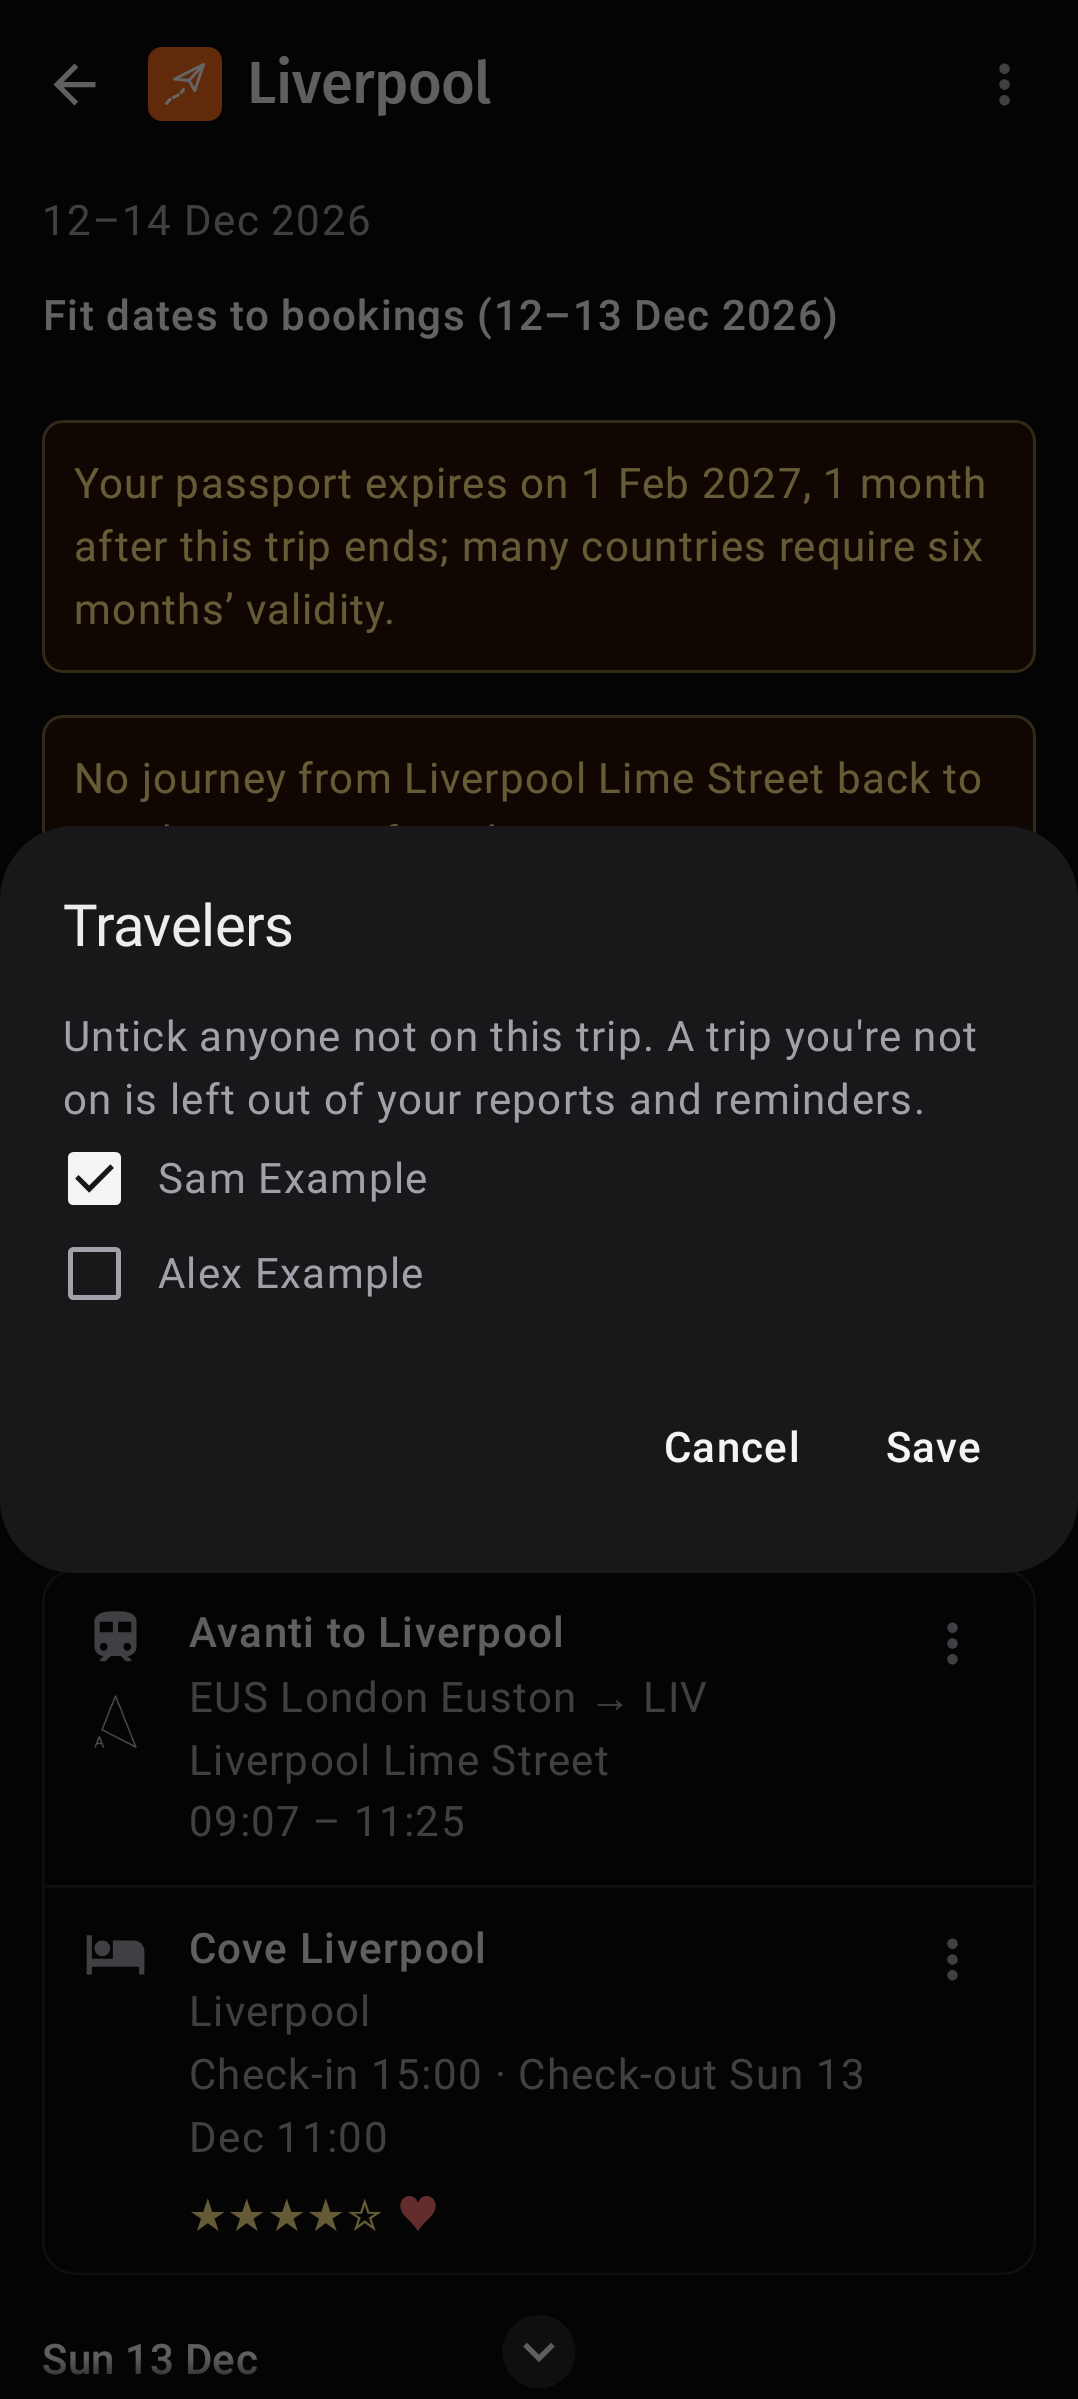 Liverpool
12–14 Dec 2026
Fit dates to bookings (12–13 Dec 2026)
Your passport expires on 1 Feb 2027, 1 month
after this trip ends; many countries require six
months’ validity.
No journey from Liverpool Lime Street back to
Travelers
Untick anyone not on this trip. A trip you're not
on is left out of your reports and reminders.
Sam Example
Alex Example
Cancel Save
Avanti to Liverpool
EUS London Euston → LIV
Liverpool Lime Street
09:07 – 11:25
A
Cove Liverpool
Liverpool
Check-in 15:00 · Check-out Sun 13
Dec 11:00
★★★★☆ ♥
Sun 13 Dec